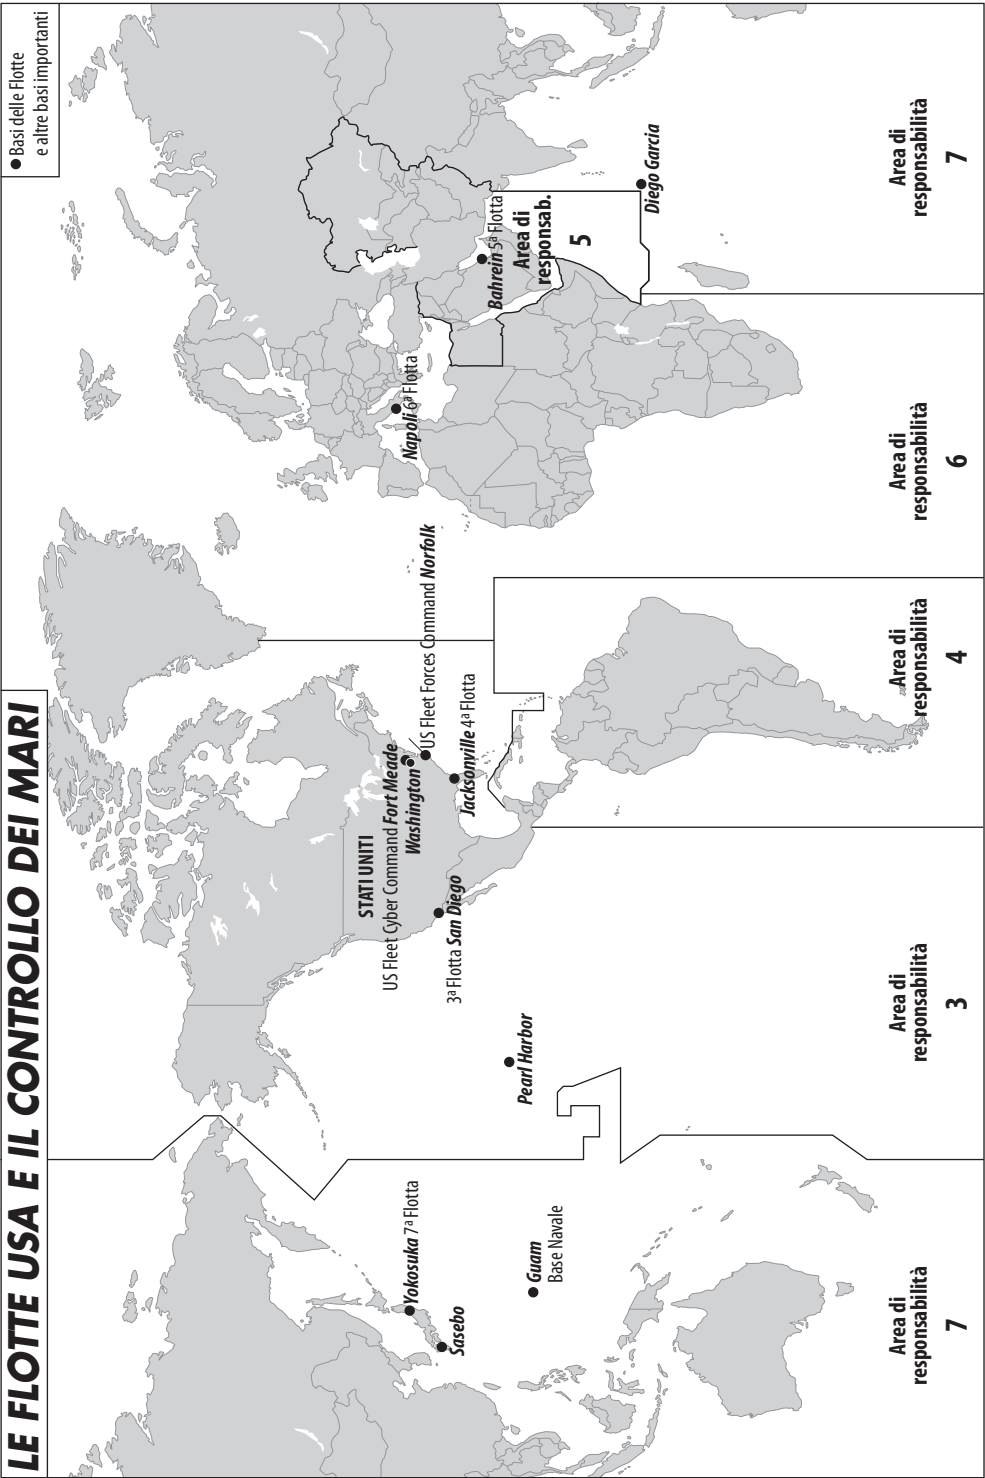 LE FLOTTE USA E IL CONTROLLO DEI MARI
● Basi delle Flotte
e altre basi importanti
STATI UNITI
US Fleet Cyber Command Fort Meade
Washington
US Fleet Forces Command Norfolk
Jacksonville 4ª Flotta
3ª Flotta San Diego
Pearl Harbor
Yokosuka 7ª Flotta
Sasebo
Guam
Base Navale
Napoli 6ª Flotta
Bahrein 5ª Flotta
Area di
responsab.
5
Diego Garcia
Area di
responsabilità
7
Area di
responsabilità
3
Area di
responsabilità
4
Area di
responsabilità
6
Area di
responsabilità
7